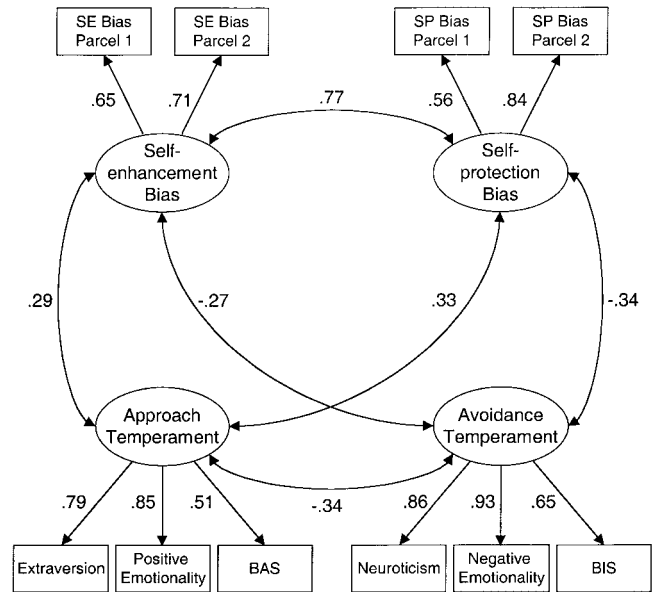 SE Bias
Parcel 1
SE Bias
Parcel 2
SP Bias
Parcel 1
SP Bias
Parcel 2
.65
.71
.77
.56
.84
Self-
enhancement
Bias
Self-
protection
Bias
.29
-.27
.33
-.34
Approach
Temperament
Avoidance
Temperament
.79
.85
.51
-.34
.86
.93
.65
Extraversion
Positive
Emotionality
BAS
Neuroticism
Negative
Emotionality
BIS